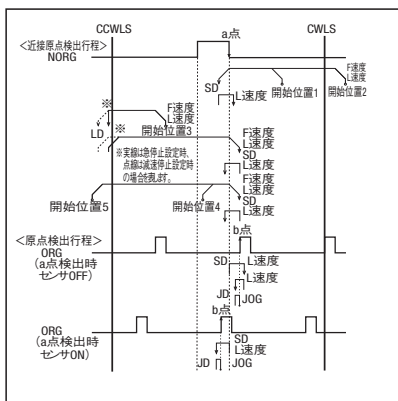 CCWLS
CWLS
a点
<近接原点検出行程>
NORG
F速度
L速度
SD
L速度
開始位置1
開始位置2
※
F速度
L速度
LD
※
開始位置3
F速度
L速度
SD
L速度
※実線は急停止設定時、
点線は減速停止設定時
の場合を表します。
F速度
L速度
SD
L速度
開始位置5
開始位置4
b点
<原点検出行程>
ORG
(a点検出時
センサOFF)
SD
L速度
L速度
JD
JOG
b点
ORG
(a点検出時
センサON)
SD
L速度
JD
JOG